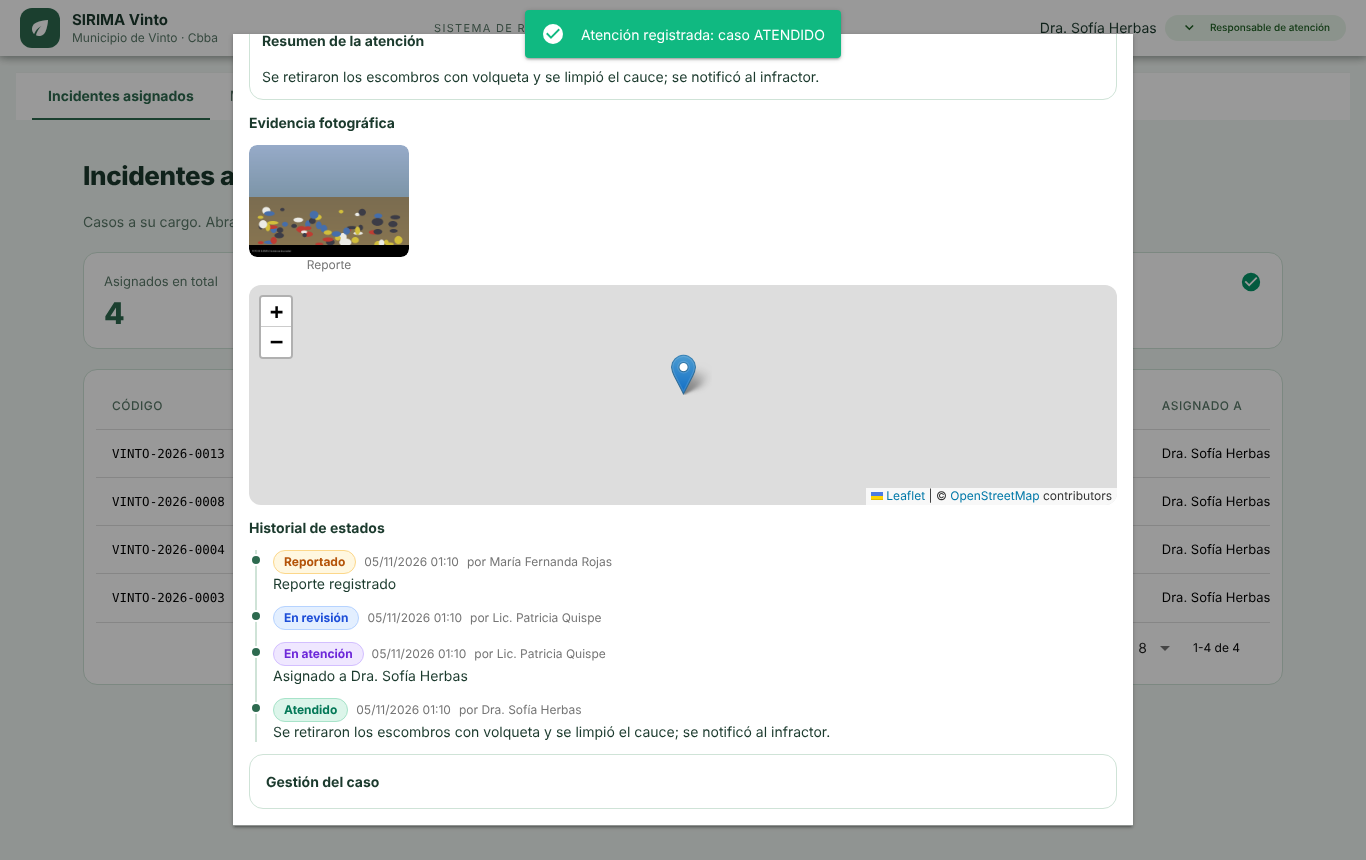 SIRIMA Vinto
Municipio de Vinto · Cbba
SISTEMA DE R
Atención registrada: caso ATENDIDO
Dra. Sofía Herbas
Responsable de atención
Incidentes asignados
Resumen de la atención
Se retiraron los escombros con volqueta y se limpió el cauce; se notificó al infractor.
Evidencia fotográfica
Reporte
Incidentes a
Casos a su cargo. Abra
Asignados en total
4
CÓDIGO
ASIGNADO A
VINTO-2026-0013
Dra. Sofía Herbas
VINTO-2026-0008
Dra. Sofía Herbas
VINTO-2026-0004
Dra. Sofía Herbas
VINTO-2026-0003
Dra. Sofía Herbas
8
1-4 de 4
+
−
Leaflet | © OpenStreetMap contributors
Historial de estados
Reportado 05/11/2026 01:10 por María Fernanda Rojas
Reporte registrado
En revisión 05/11/2026 01:10 por Lic. Patricia Quispe
En atención 05/11/2026 01:10 por Lic. Patricia Quispe
Asignado a Dra. Sofía Herbas
Atendido 05/11/2026 01:10 por Dra. Sofía Herbas
Se retiraron los escombros con volqueta y se limpió el cauce; se notificó al infractor.
Gestión del caso